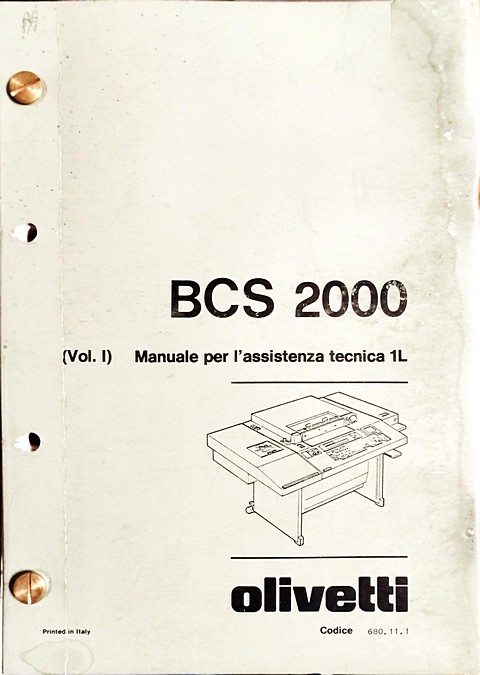 BCS 2000
(Vol. I) Manuale per l'assistenza tecnica 1L
olivetti
Printed in Italy
Codice 680.11.1